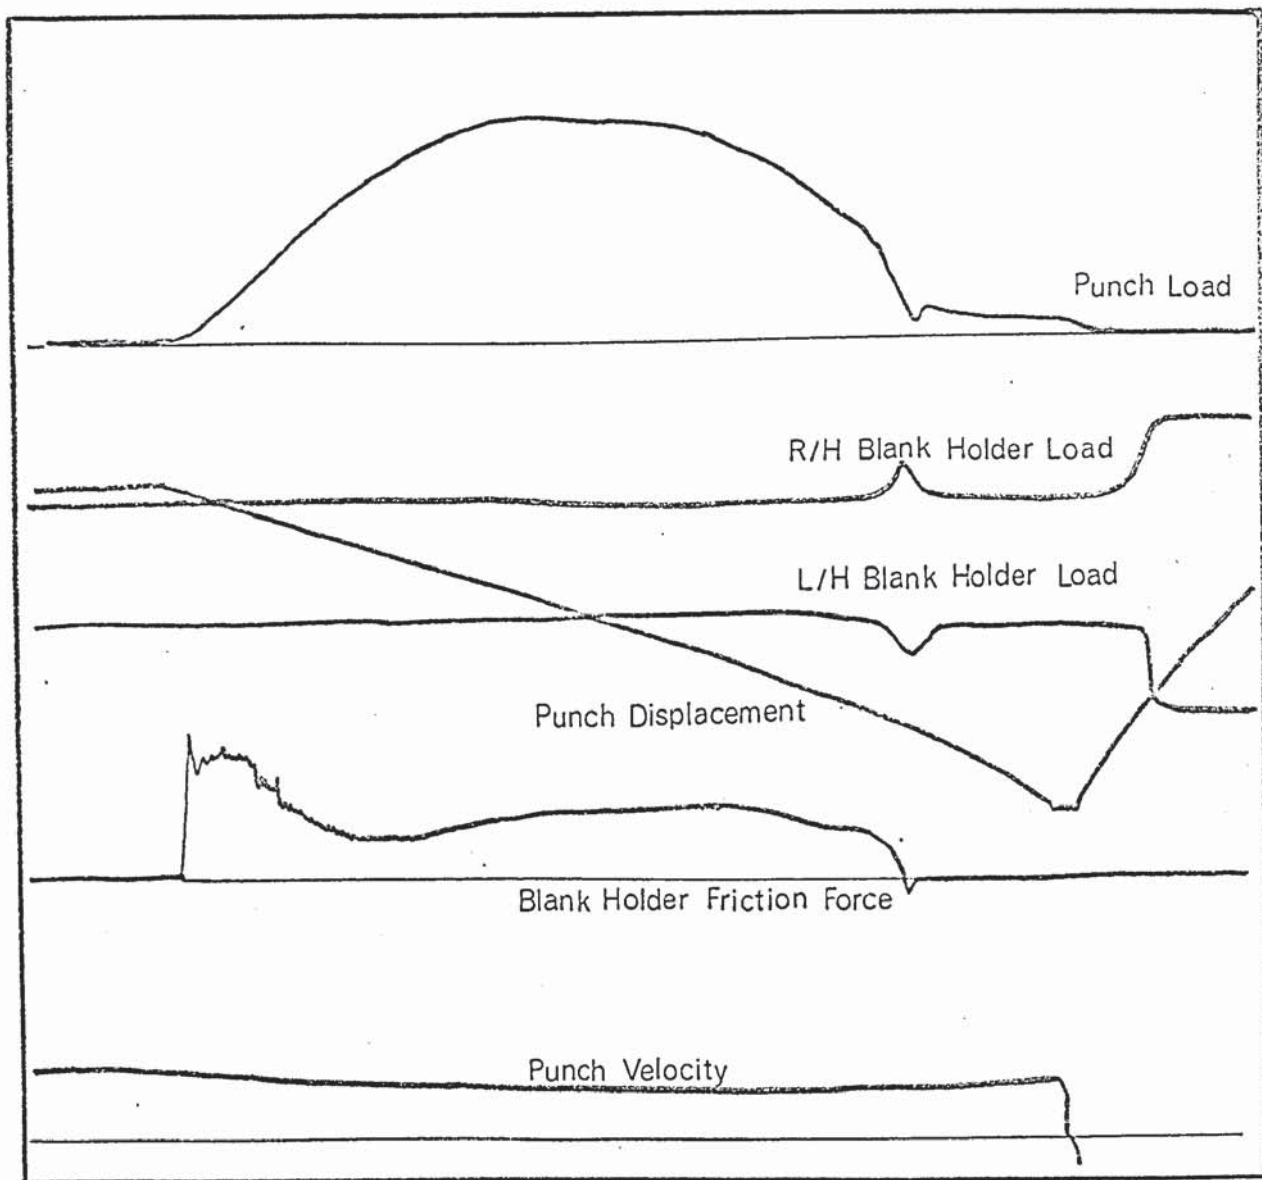 Punch Load
R/H Blank Holder Load
L/H Blank Holder Load
Punch Displacement
Blank Holder Friction Force
Punch Velocity